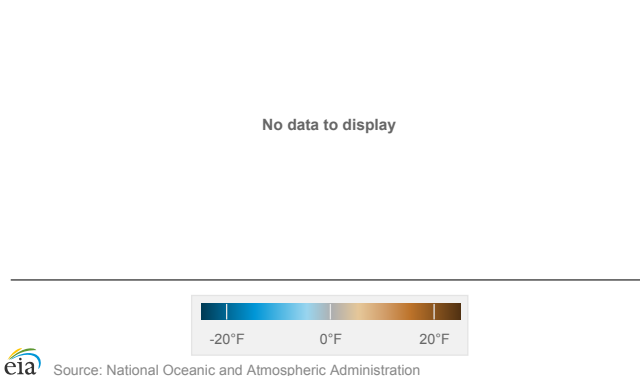 No data to display
-20°F 0°F 20°F
eia Source: National Oceanic and Atmospheric Administration